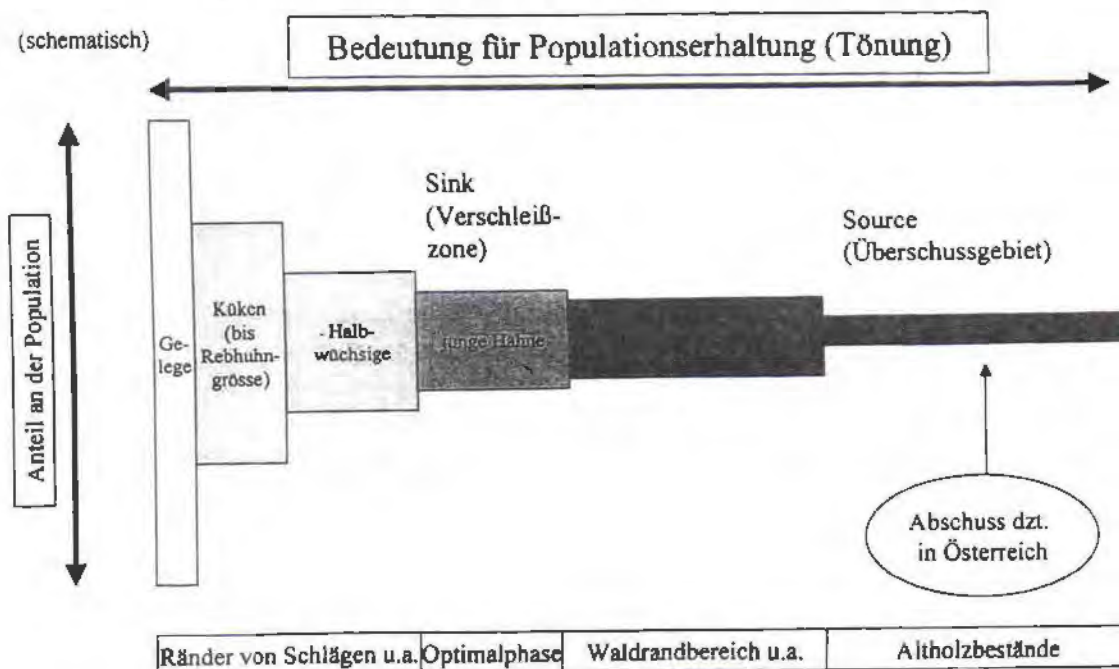 (schematisch)
Bedeutung für Populationserhaltung (Tönung)
Anteil an der Population
Sink
(Verschleiß-
zone)
Source
(Überschussgebiet)
Ge-
lege
Küken
(bis
Rebhuhn-
grösse)
Halb-
wüchsige
junge Hähne
Abschuss dzt.
in Österreich
Ränder von Schlägen u.a.
Optimalphase
Waldrandbereich u.a.
Altholzbestände